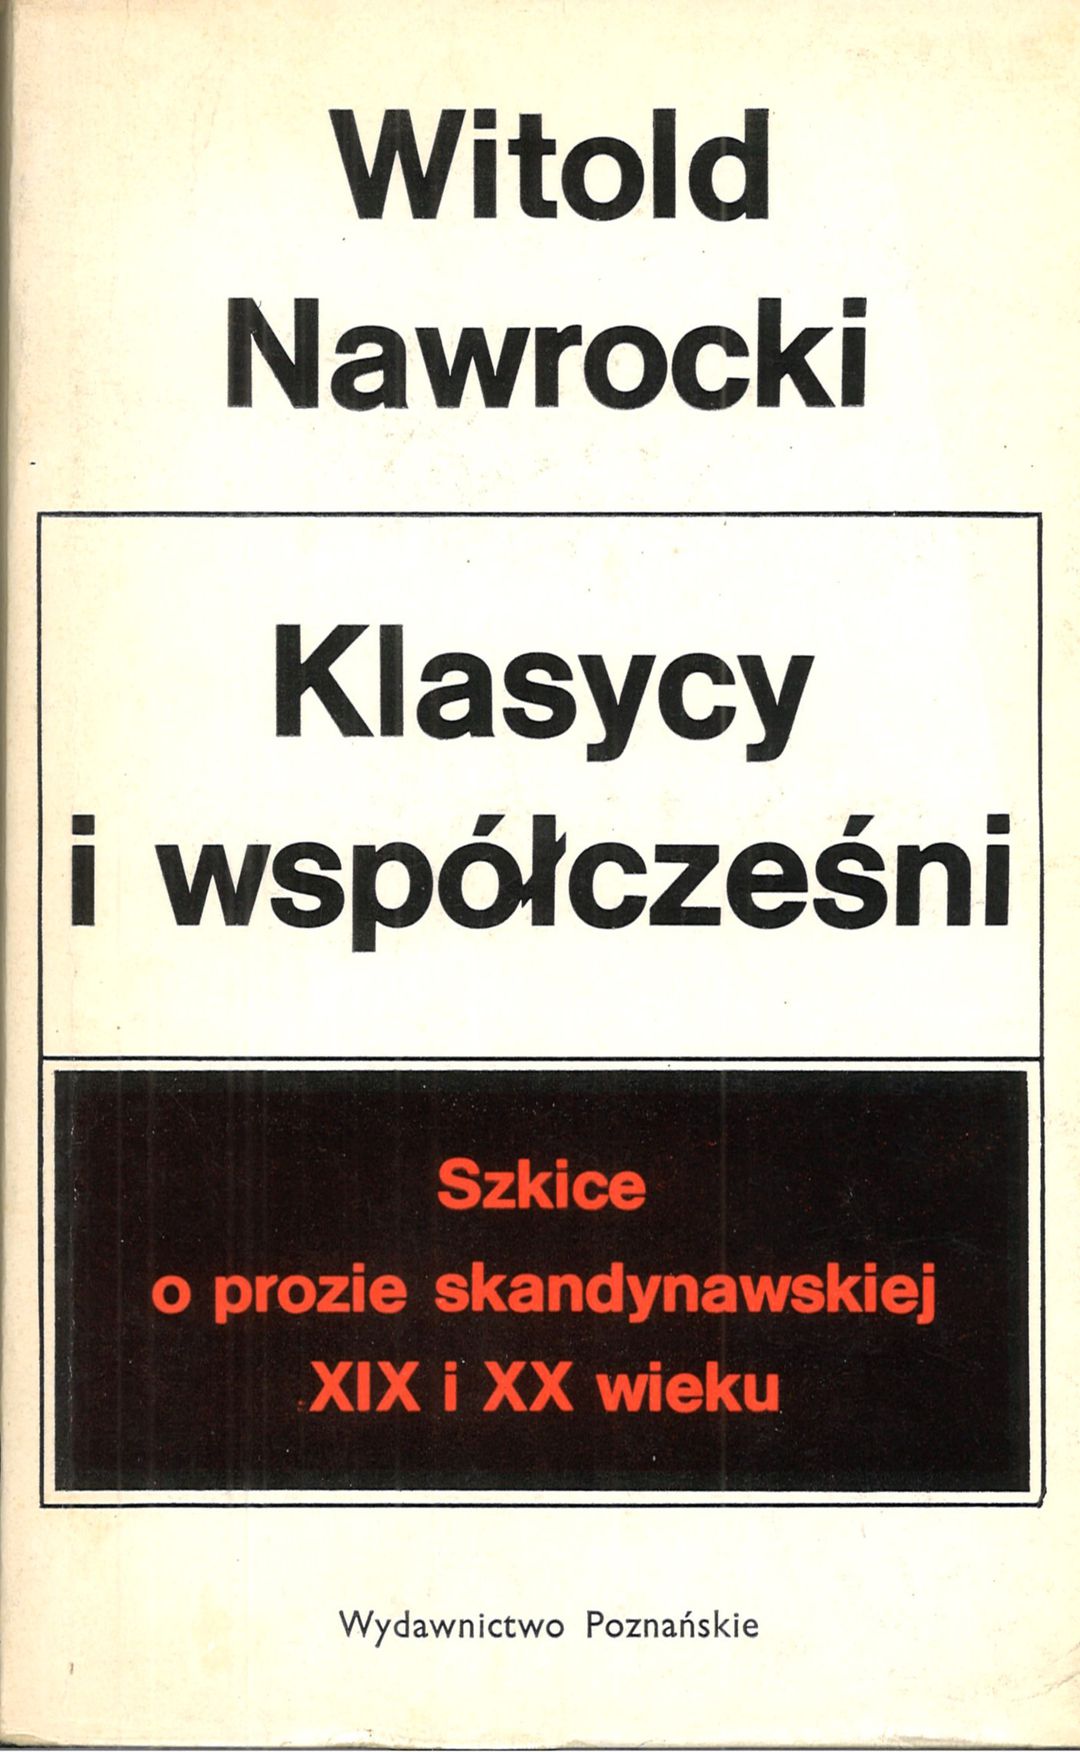 Witold
Nawrocki
Klasycy
i współcześni
Szkice
o prozie skandynawskiej
XIX i XX wieku
Wydawnictwo Poznańskie